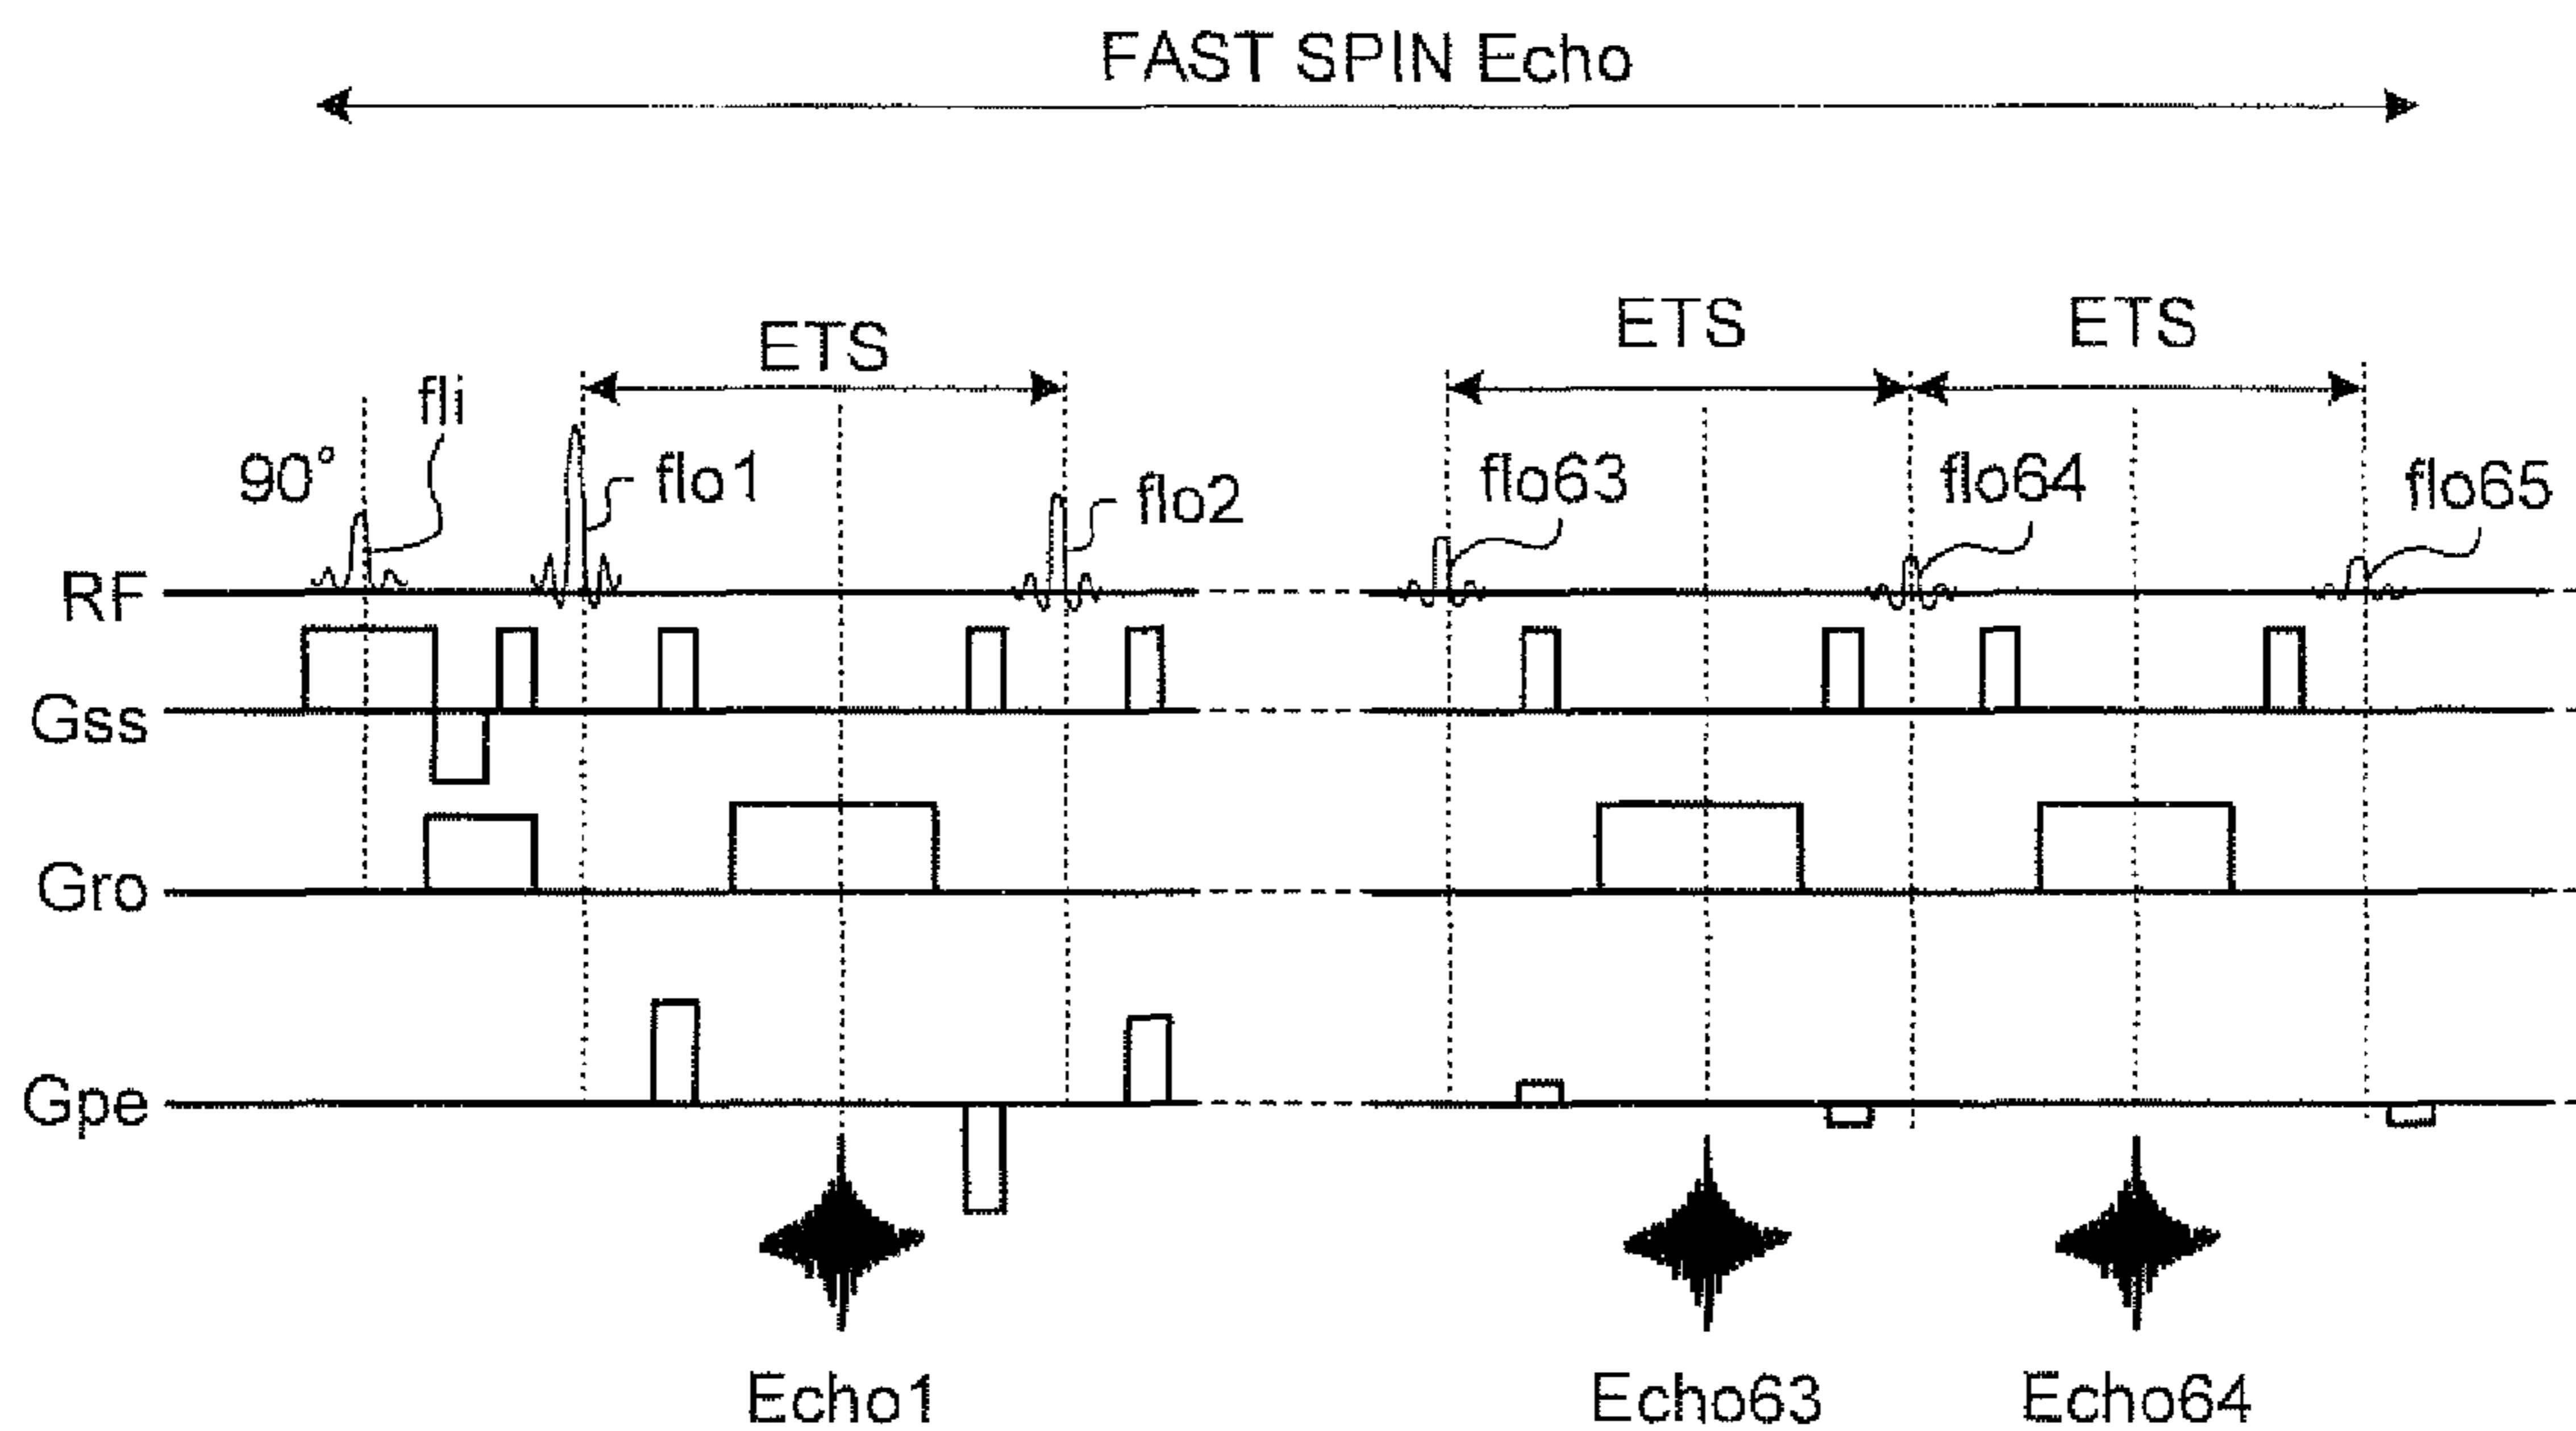 FAST SPIN Echo
ETS
ETS
ETS
fli
90°
flo1
flo2
flo63
flo64
flo65
RF
Gss
Gro
Gpe
Echo1
Echo63
Echo64